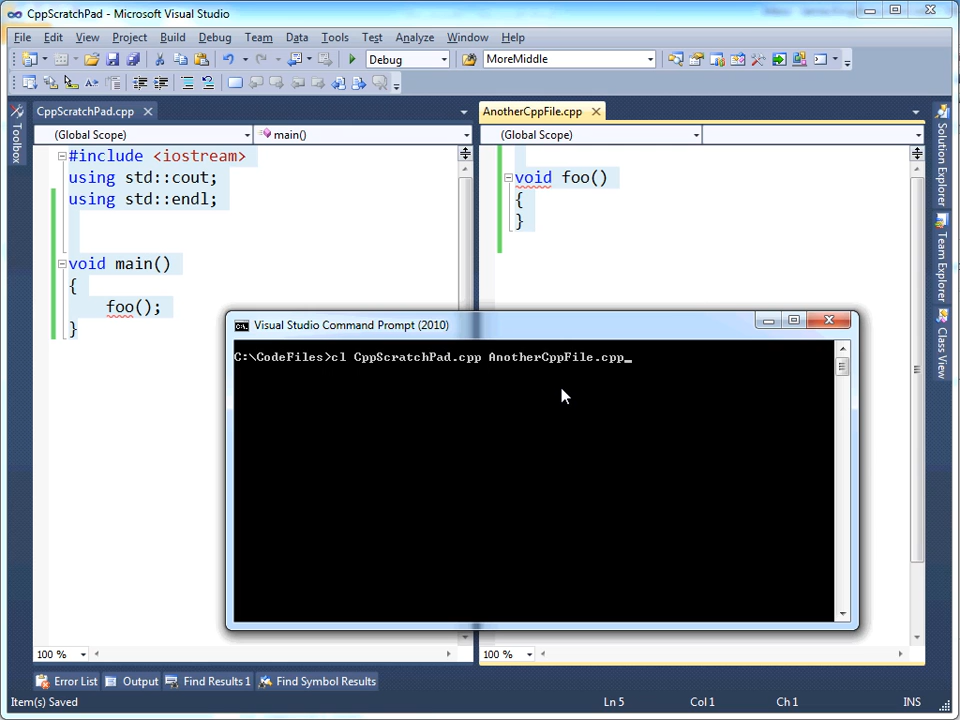 CppScratchPad - Microsoft Visual Studio
File Edit View Project Build Debug Team Data Tools Test Analyze Window Help
Debug MoreMiddle
CppScratchPad.cpp AnotherCppFile.cpp
(Global Scope) main() (Global Scope)
Toolbox
#include <iostream>
using std::cout;
using std::endl;
void main()
{
foo();
}
void foo()
{
}
Solution Explorer
Team Explorer
Class View
Visual Studio Command Prompt (2010)
C:\CodeFiles>cl CppScratchPad.cpp AnotherCppFile.cpp_
100 % 100 %
Error List Output Find Results 1 Find Symbol Results
Item(s) Saved Ln 5 Col 1 Ch 1 INS